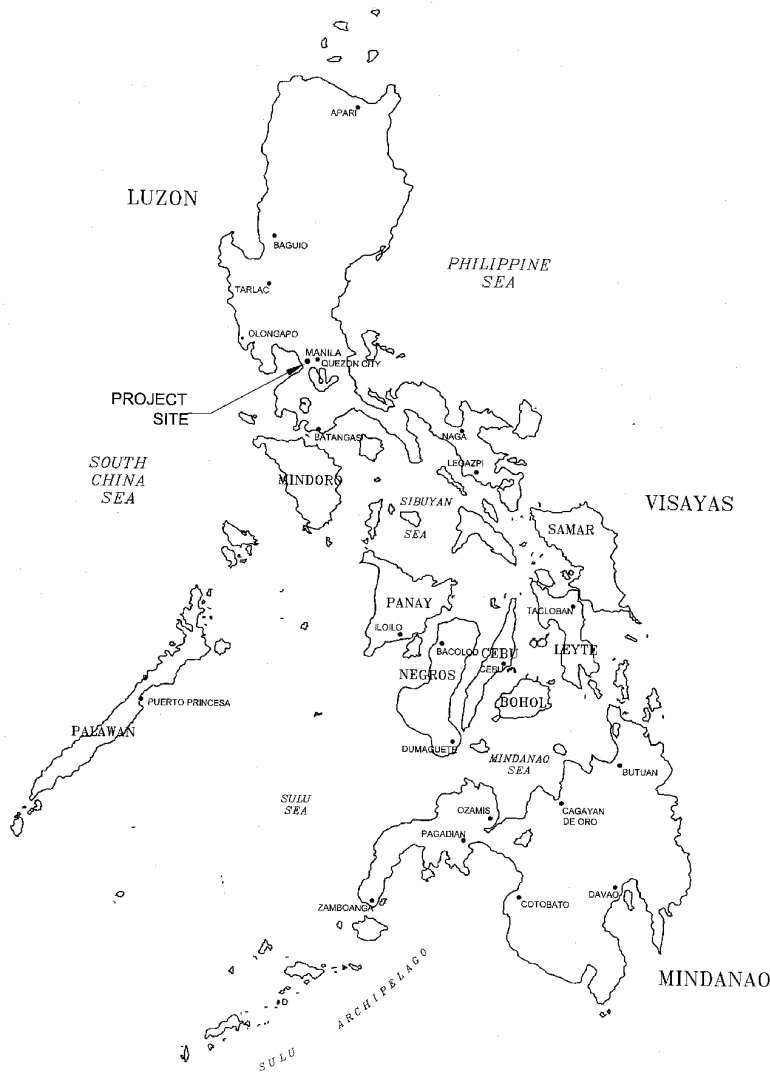 APARI
LUZON
BAGUIO
PHILIPPINE
SEA
TARLAC
OLONGAPO
MANILA
QUEZON CITY
PROJECT
SITE
BATANGAS
NAGA
LEGAZPI
SOUTH
CHINA
SEA
MINDORO
SIBUYAN
SEA
VISAYAS
SAMAR
PANAY
TACLOBAN
ILOILO
BACOLOD
CEBU
CEBU
LEYTE
NEGROS
BOHOL
PUERTO PRINCESA
PALAWAN
DUMAGUETE
MINDANAO
SEA
BUTUAN
SULU
SEA
OZAMIS
CAGAYAN
DE ORO
PAGADIAN
ZAMBOANGA
COTOBATO
DAVAO
MINDANAO
SULU ARCHIPELAGO